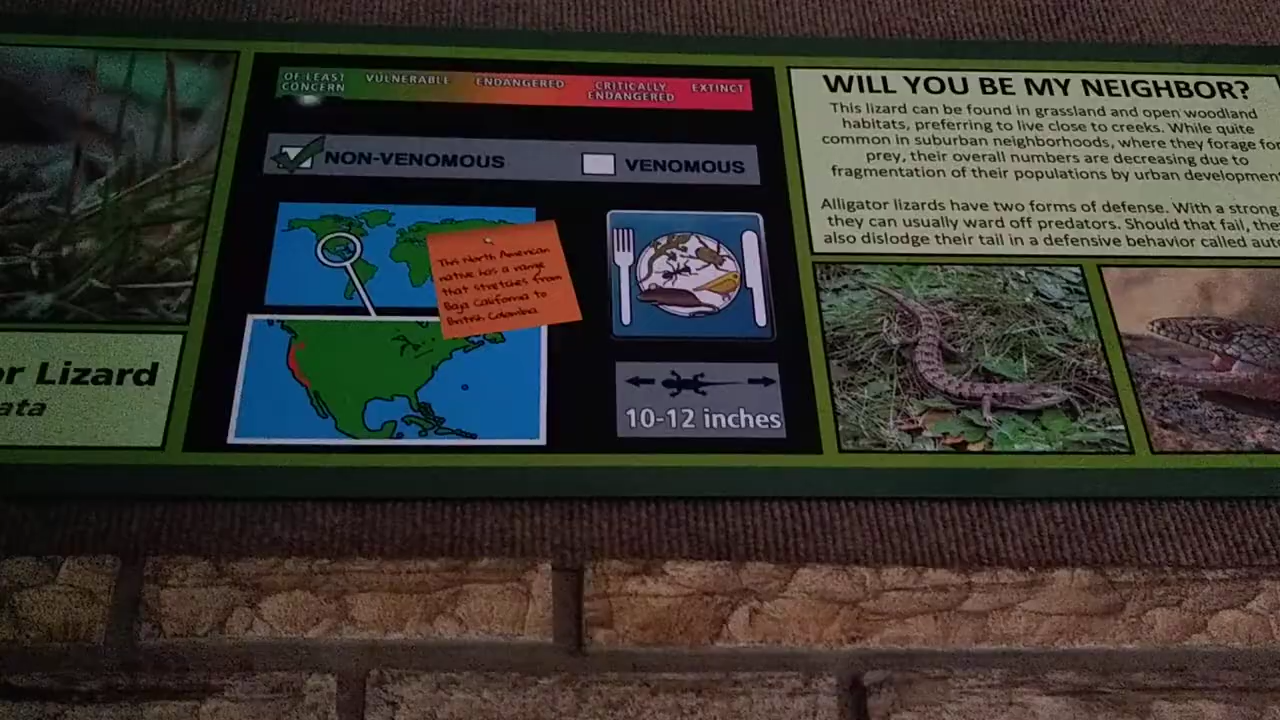 OF LEAST CONCERN
VULNERABLE
ENDANGERED
CRITICALLY ENDANGERED
EXTINCT
NON-VENOMOUS
VENOMOUS
This North American
native has a range
that stretches from
Baja California to
British Colombia
10-12 inches
or Lizard
ata
WILL YOU BE MY NEIGHBOR?
This lizard can be found in grassland and open woodland
habitats, preferring to live close to creeks. While quite
common in suburban neighborhoods, where they forage for
prey, their overall numbers are decreasing due to
fragmentation of their populations by urban developmen
Alligator lizards have two forms of defense. With a strong
they can usually ward off predators. Should that fail, the
also dislodge their tail in a defensive behavior called aut